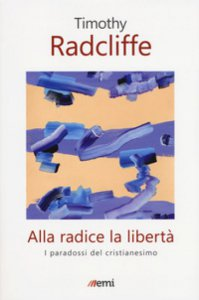 Timothy
Radcliffe
Alla radice la libertà
I paradossi del cristianesimo
emi